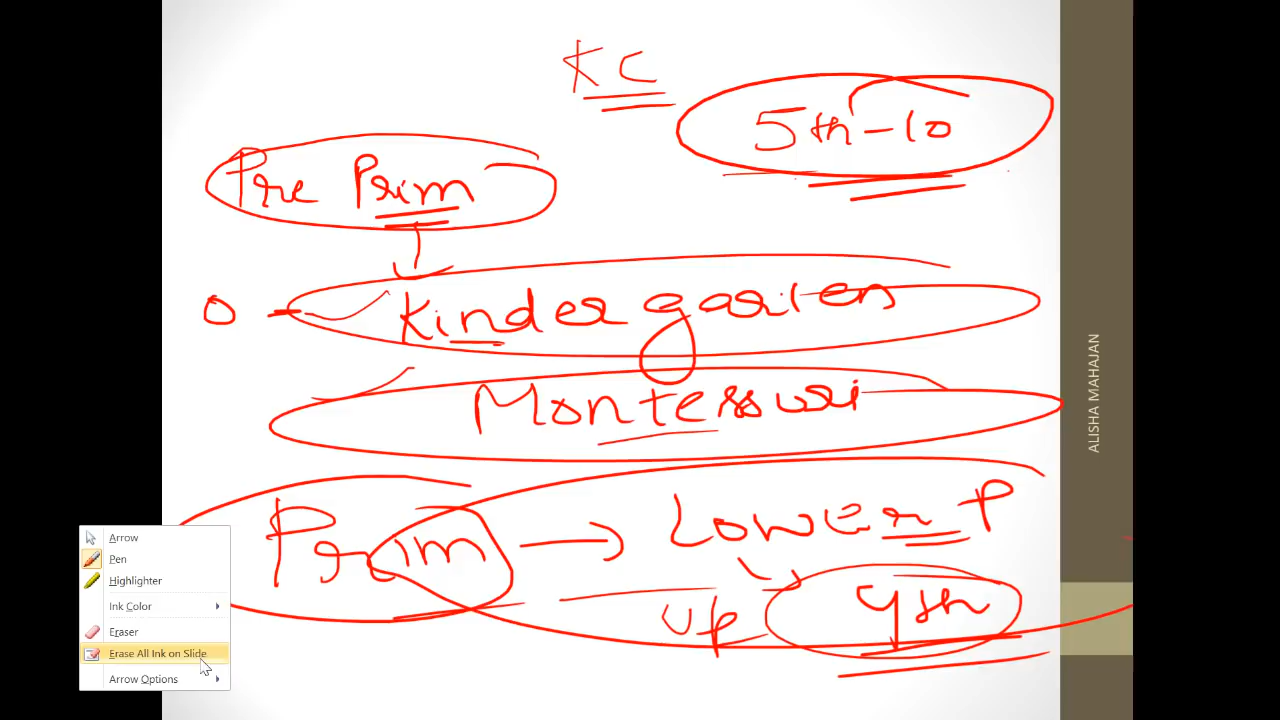 KC
5th-10
Pre Prim
Kindergarten
0 -
Montessori
Prim → Lower P
up 4th
ALISHA MAHAJAN
Arrow
Pen
Highlighter
Ink Color
Eraser
Erase All Ink on Slide
Arrow Options